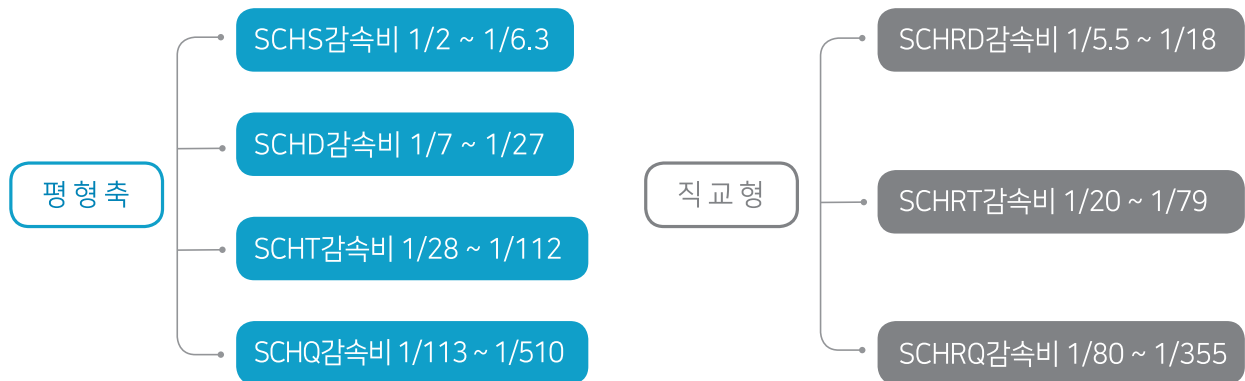 평형축
SCHS감속비 1/2 ~ 1/6.3
SCHD감속비 1/7 ~ 1/27
SCHT감속비 1/28 ~ 1/112
SCHQ감속비 1/113 ~ 1/510
직교형
SCHRD감속비 1/5.5 ~ 1/18
SCHRT감속비 1/20 ~ 1/79
SCHRQ감속비 1/80 ~ 1/355